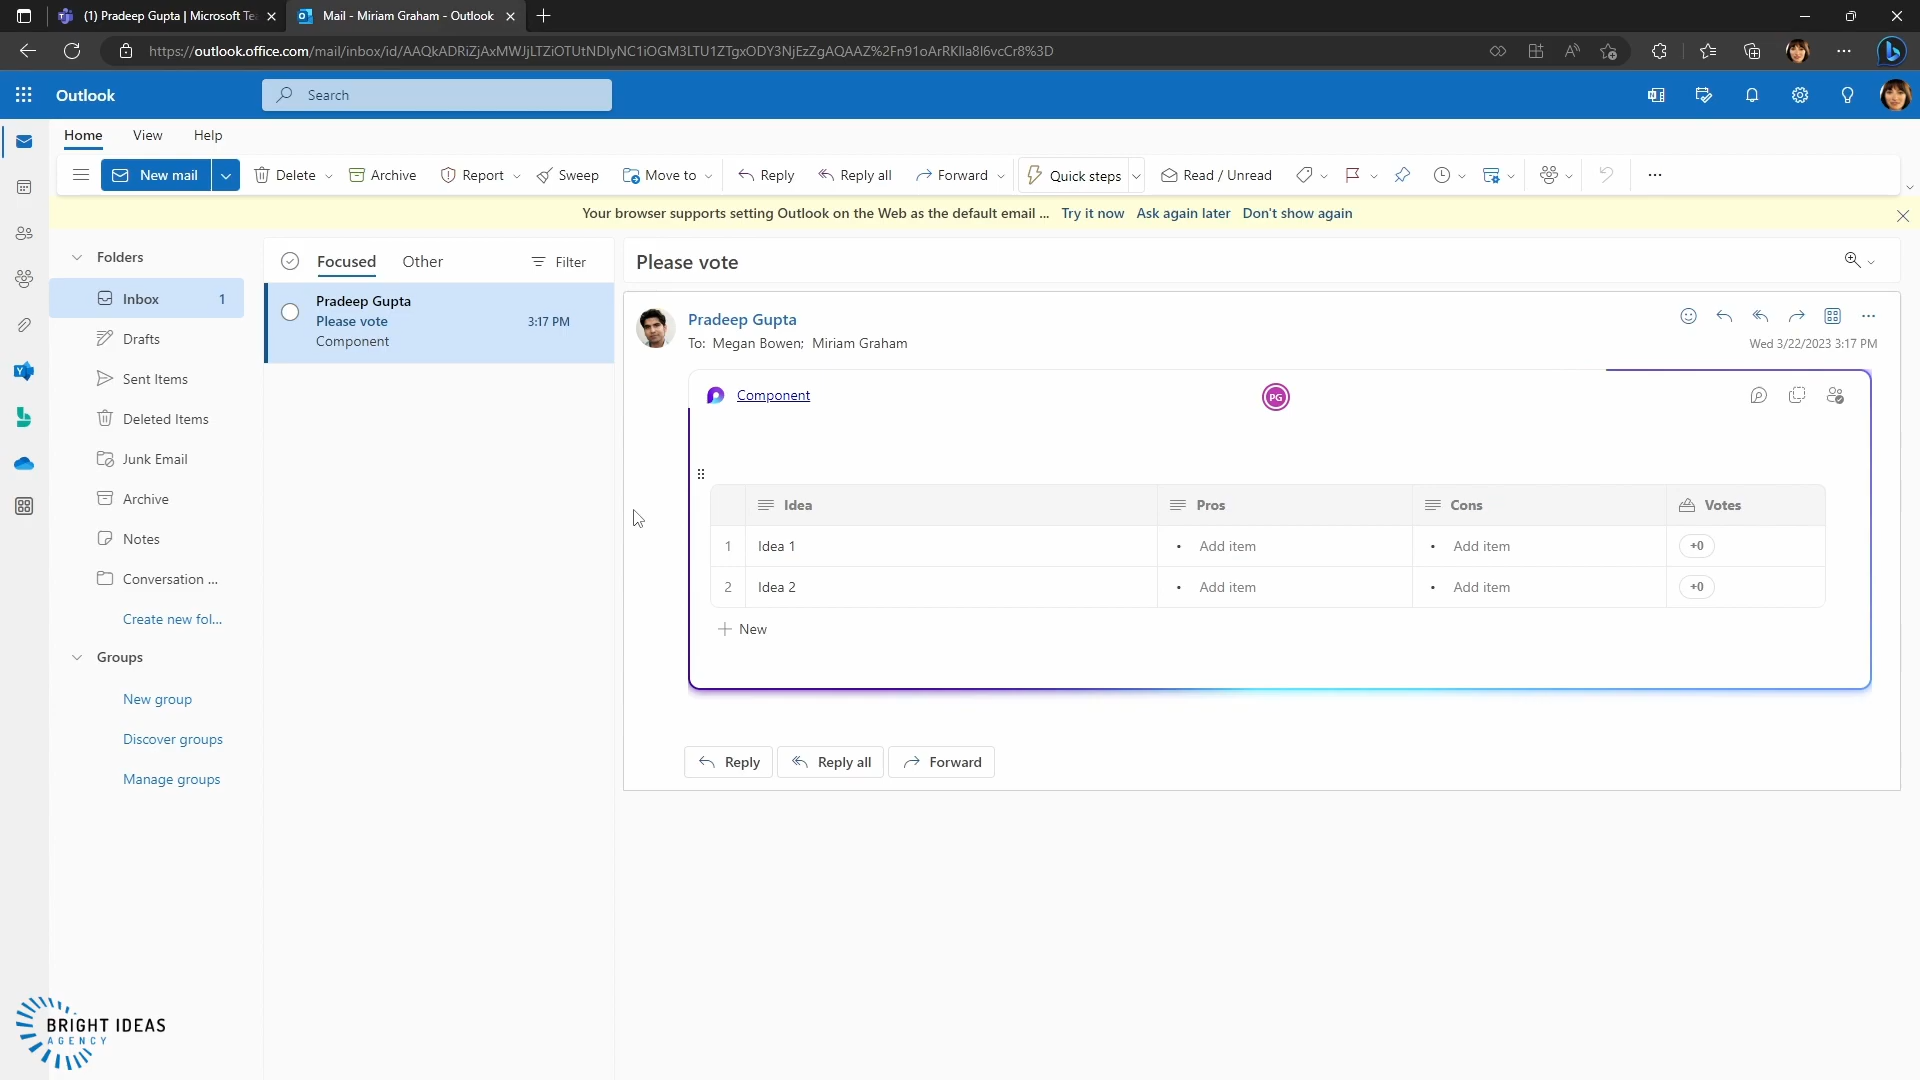 (1) Pradeep Gupta | Microsoft Te
Mail - Miriam Graham - Outlook
https://outlook.office.com/mail/inbox/id/AAQkADRiZjAxMWJjLTZiOTUtNDIyNC1iOGM3LTU1ZTgxODY3NjEzZgAQAAZ%2Fn91oArRKlla8l6vcCr8%3D
Outlook
Search
Home View Help
New mail Delete Archive Report Sweep Move to Reply Reply all Forward Quick steps Read / Unread
Your browser supports setting Outlook on the Web as the default email ... Try it now Ask again later Don't show again
Folders
Inbox 1
Drafts
Sent Items
Deleted Items
Junk Email
Archive
Notes
Conversation ...
Create new fol...
Groups
New group
Discover groups
Manage groups
Focused Other Filter
Pradeep Gupta
Please vote 3:17 PM
Component
Please vote
Pradeep Gupta
To: Megan Bowen; Miriam Graham
Wed 3/22/2023 3:17 PM
Component
PG
Idea Pros Cons Votes
1 Idea 1 • Add item • Add item +0
2 Idea 2 • Add item • Add item +0
New
Reply Reply all Forward
BRIGHT IDEAS
AGENCY